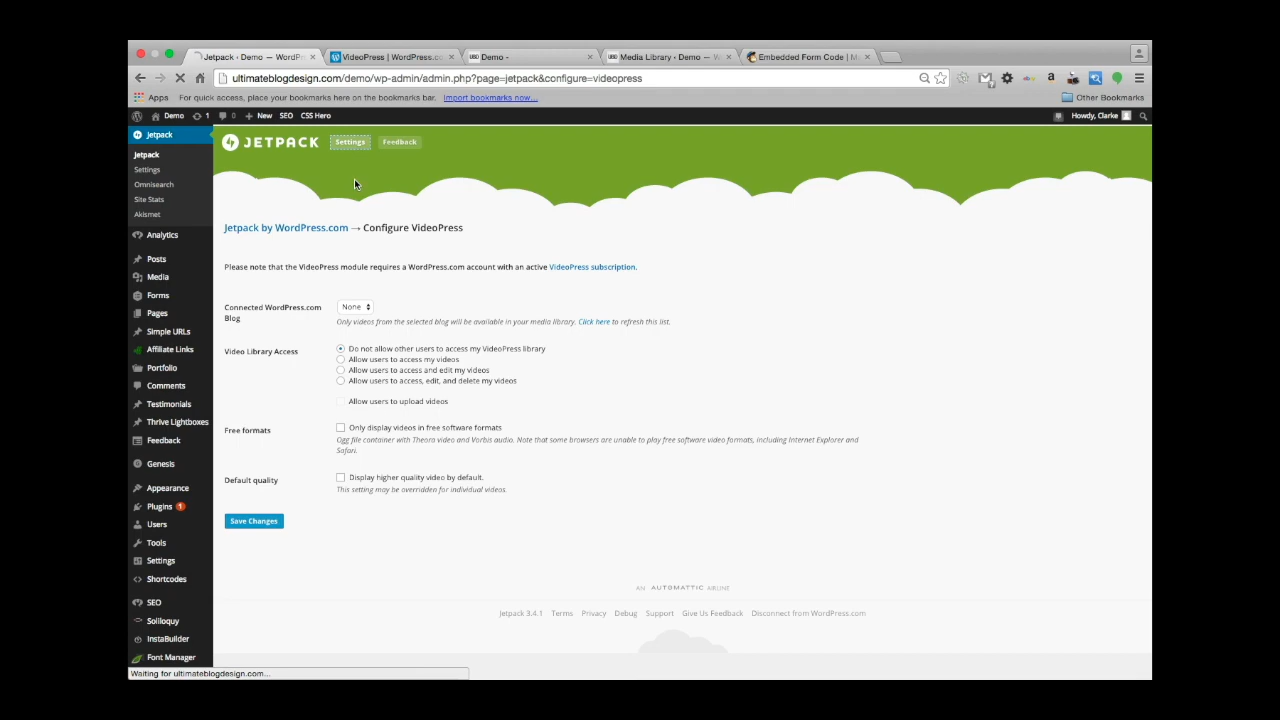 Jetpack ‹ Demo — WordPr
VideoPress | WordPress.cc
Demo -
Media Library ‹ Demo — W
Embedded Form Code | M
ultimateblogdesign.com/demo/wp-admin/admin.php?page=jetpack&configure=videopress
Apps
For quick access, place your bookmarks here on the bookmarks bar.
Import bookmarks now...
Other Bookmarks
Demo
1
0
New
SEO
CSS Hero
Howdy, Clarke
Jetpack
Jetpack
Settings
Omnisearch
Site Stats
Akismet
Analytics
Posts
Media
Forms
Pages
Simple URLs
Affiliate Links
Portfolio
Comments
Testimonials
Thrive Lightboxes
Feedback
Genesis
Appearance
Plugins 1
Users
Tools
Settings
Shortcodes
SEO
Soliloquy
InstaBuilder
Font Manager
JETPACK
Settings
Feedback
Jetpack by WordPress.com → Configure VideoPress
Please note that the VideoPress module requires a WordPress.com account with an active VideoPress subscription.
Connected WordPress.com
Blog
None
Only videos from the selected blog will be available in your media library. Click here to refresh this list.
Video Library Access
Do not allow other users to access my VideoPress library
Allow users to access my videos
Allow users to access and edit my videos
Allow users to access, edit, and delete my videos
Allow users to upload videos
Free formats
Only display videos in free software formats
Ogg file container with Theora video and Vorbis audio. Note that some browsers are unable to play free software video formats, including Internet Explorer and
Safari.
Default quality
Display higher quality video by default.
This setting may be overridden for individual videos.
Save Changes
AN AUTOMATTIC AIRLINE
Jetpack 3.4.1
Terms
Privacy
Debug
Support
Give Us Feedback
Disconnect from WordPress.com
Waiting for ultimateblogdesign.com...